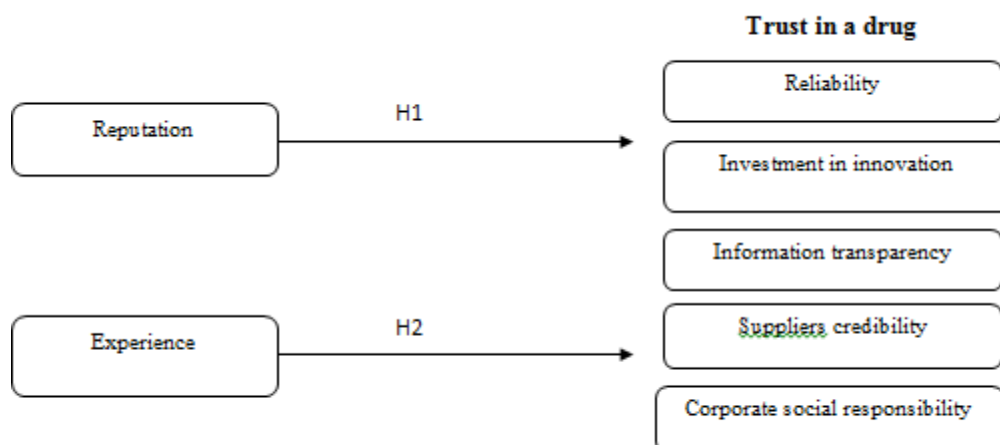 Trust in a drug
Reliability
H1
Reputation
Investment in innovation
Information transparency
Suppliers credibility
H2
Experience
Corporate social responsibility